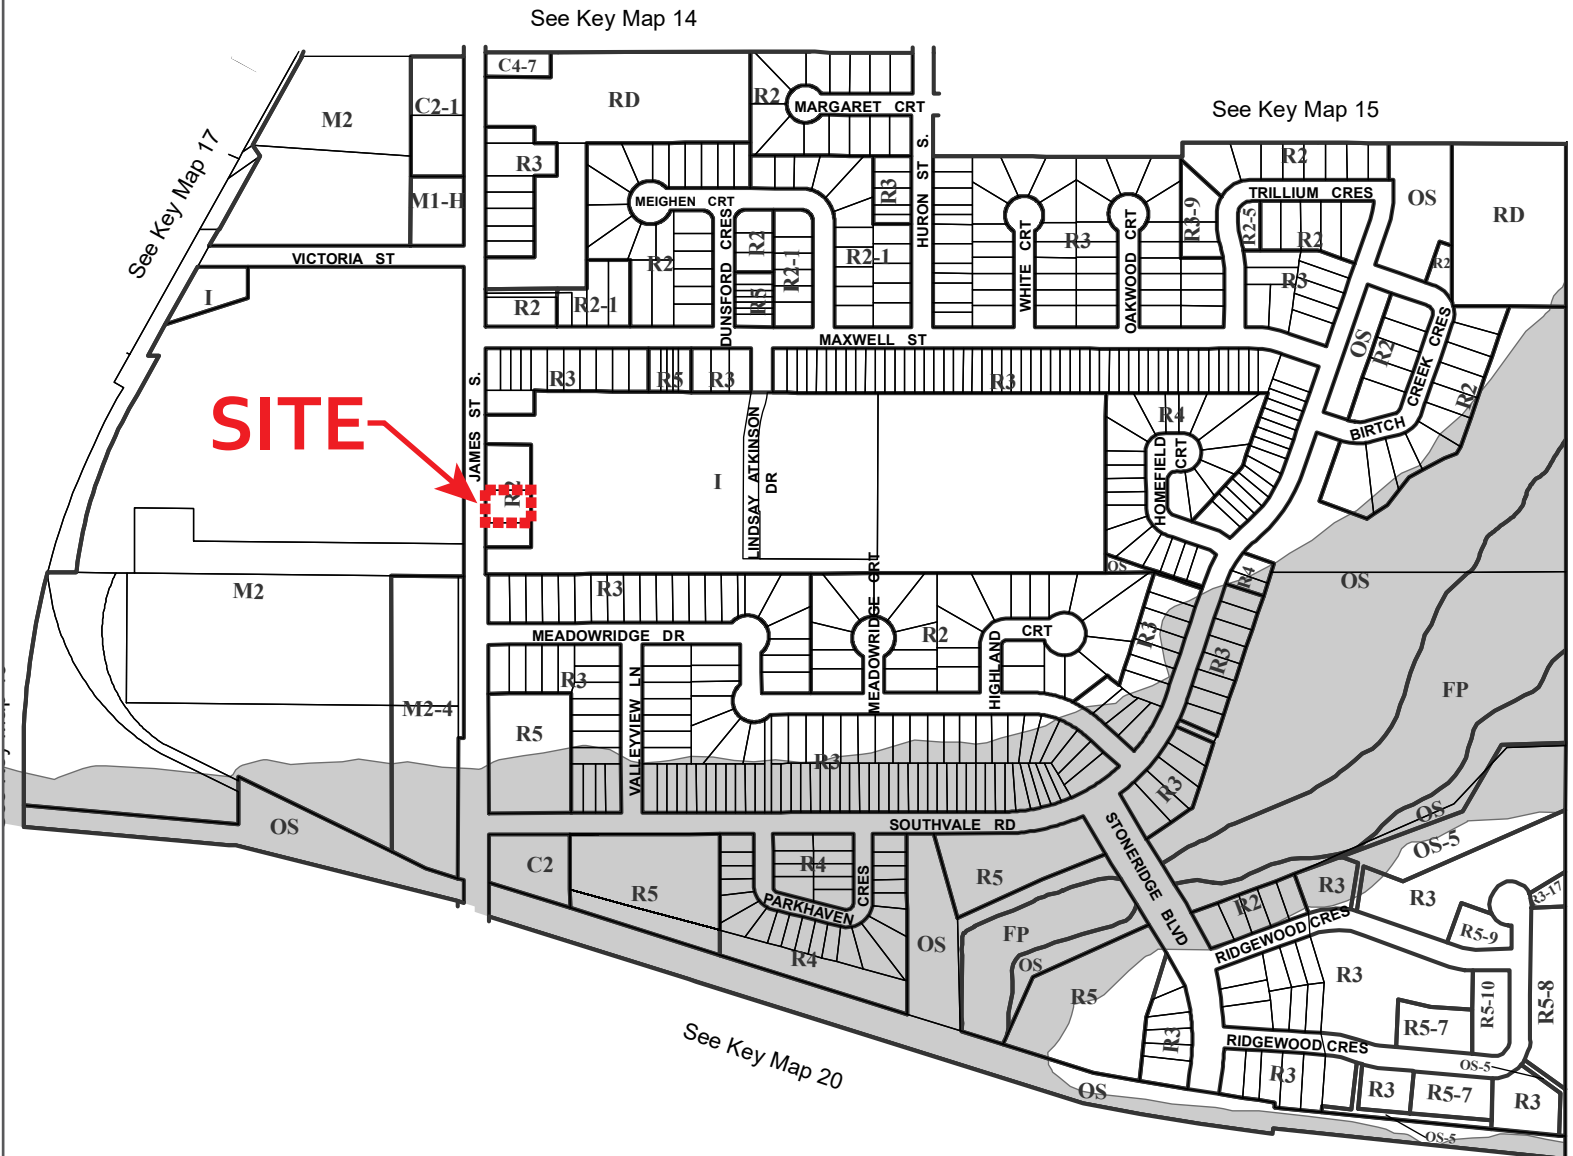 See Key Map 14
C4-7
C2-1
M2
RD
R2
MARGARET CRT
See Key Map 15
See Key Map 17
R3
M1-H
MEIGHEN CRT
R3
HURON ST S.
R2
TRILLIUM CRES
OS
RD
R3-9
R2-5
R2
R3
WHITE CRT
OAKWOOD CRT
VICTORIA ST
I
R2
DUNSFORD CRES
R2
R2-1
R2-1
R2
R3
R2
R2-1
R5
MAXWELL ST
OS
R2
CREEK CRES
BIRTCH
R2
JAMES ST S.
R3
R5
R3
R3
SITE
R2
I
LINDSAY ATKINSON DR
R4
HOMEFIELD CRT
OS
M2
R3
MEADOWRIDGE CRT
R4
OS
MEADOWRIDGE DR
R2
HIGHLAND CRT
R3
R3
FP
R3
VALLEYVIEW LN
M2-4
R5
R3
R3
OS
SOUTHVALE RD
STONERIDGE BLVD
OS
OS-5
C2
R5
R4
PARKHAVEN CRES
R4
R5
R2
R3
R3
R3-17
R5-9
RIDGEWOOD CRES
OS
FP
OS
R5
R3
R5-10
R5-8
R5-7
R3
RIDGEWOOD CRES
See Key Map 20
OS
R3
R3
R5-7
OS-5
R3
OS-5